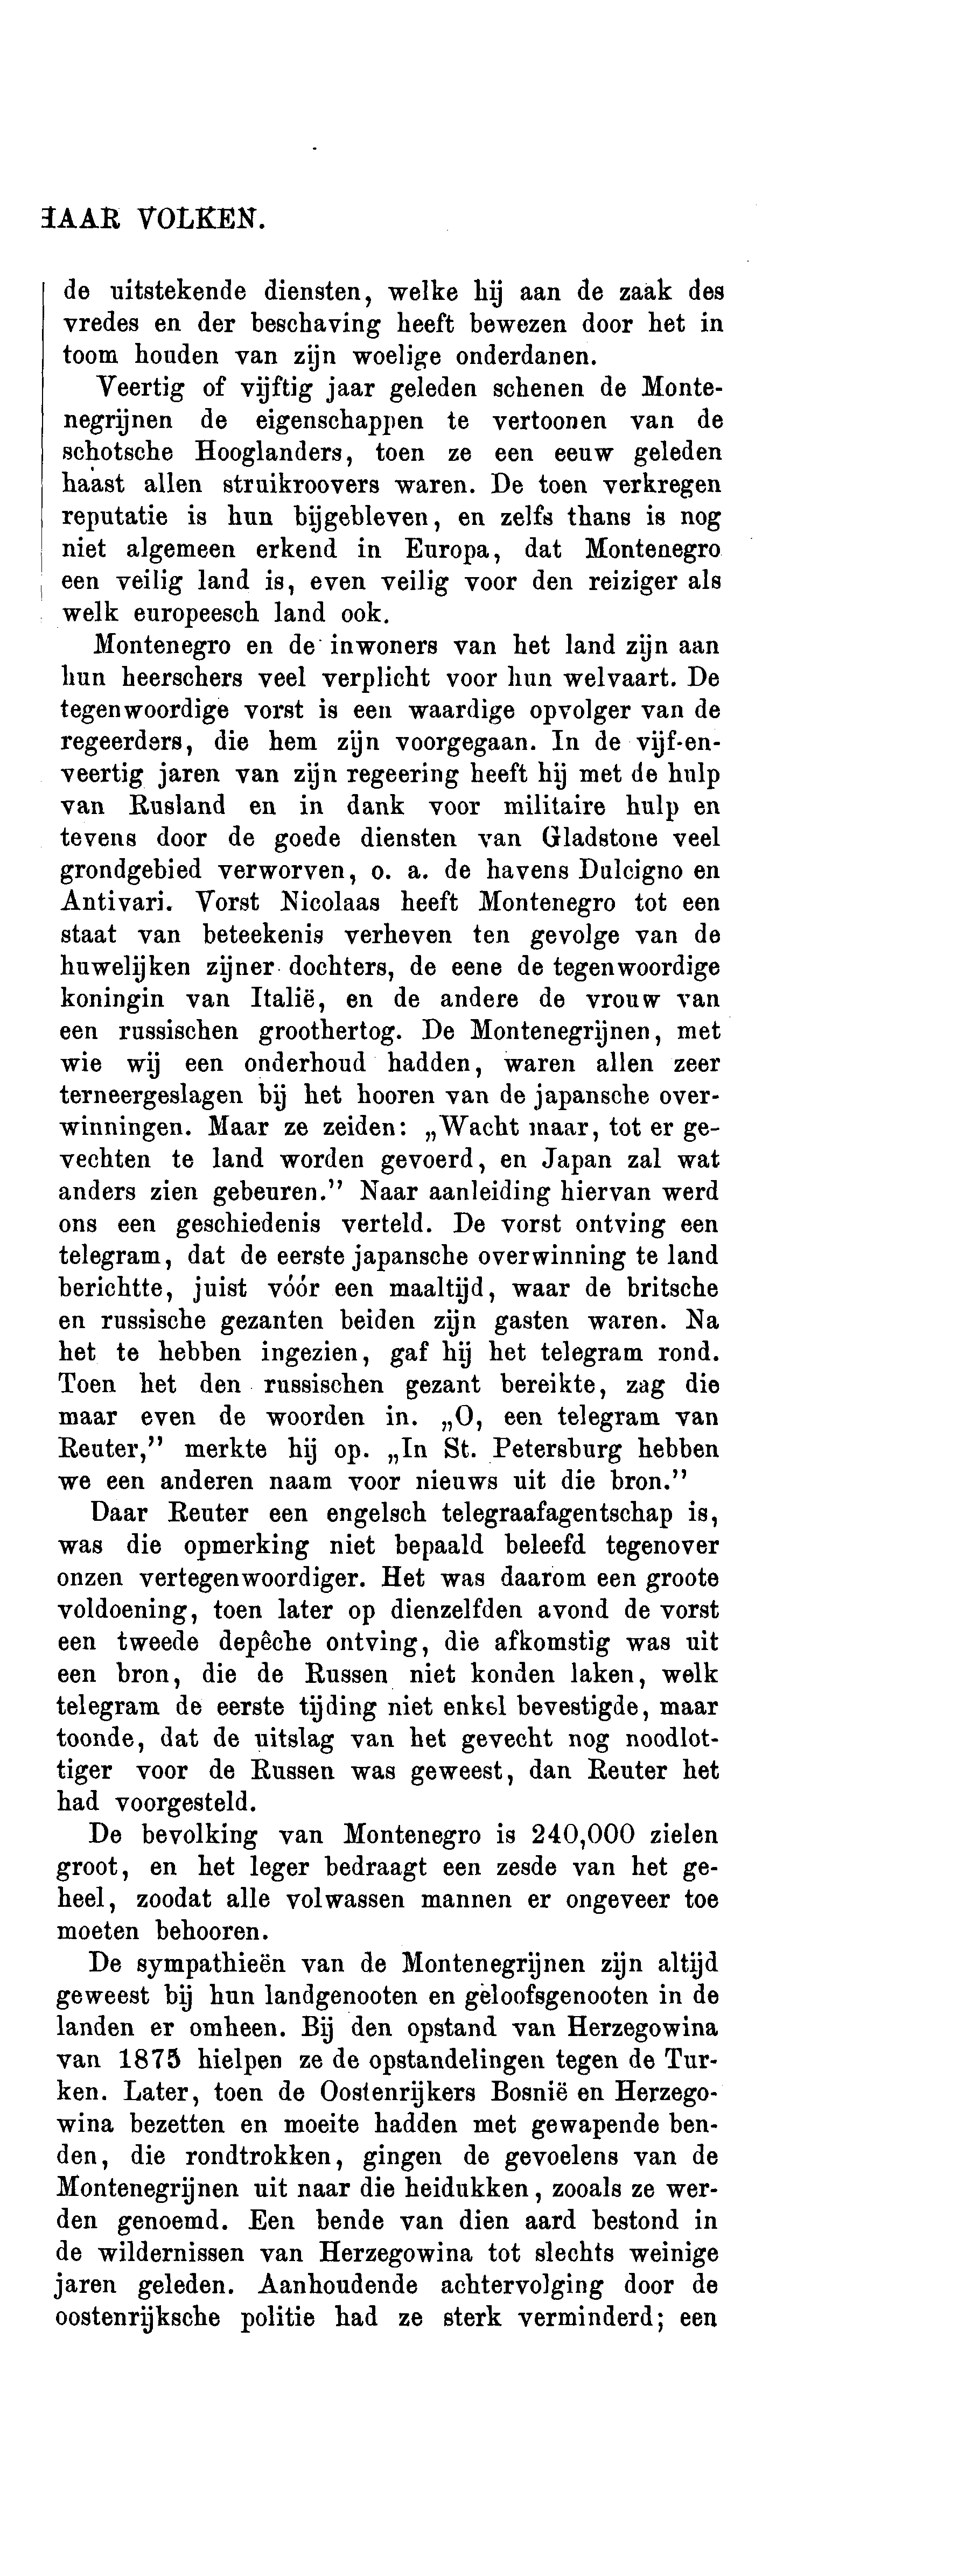 HAAR VOLKEN.
de uitstekende diensten, welke hij aan de zaak des
vredes en der beschaving heeft bewezen door het in
toom houden van zijn woelige onderdanen.
Veertig of vijftig jaar geleden schenen de Monte-
negrijnen de eigenschappen te vertoonen van de
schotsche Hooglanders, toen ze een eeuw geleden
haast allen struikroovers waren. De toen verkregen
reputatie is hun bijgebleven, en zelfs thans is nog
niet algemeen erkend in Europa, dat Montenegro
een veilig land is, even veilig voor den reiziger als
welk europeesch land ook.
Montenegro en de inwoners van het land zijn aan
hun heerschers veel verplicht voor hun welvaart. De
tegenwoordige vorst is een waardige opvolger van de
regeerders, die hem zijn voorgegaan. In de vijf-en-
veertig jaren van zijn regeering heeft hij met de hulp
van Rusland en in dank voor militaire hulp en
tevens door de goede diensten van Gladstone veel
grondgebied verworven, o. a. de havens Dulcigno en
Antivari. Vorst Nicolaas heeft Montenegro tot een
staat van beteekenis verheven ten gevolge van de
huwelijken zijner dochters, de eene de tegenwoordige
koningin van Italië, en de andere de vrouw van
een russischen groothertog. De Montenegrijnen, met
wie wij een onderhoud hadden, waren allen zeer
terneergeslagen bij het hooren van de japansche over-
winningen. Maar ze zeiden: „Wacht maar, tot er ge-
vechten te land worden gevoerd, en Japan zal wat
anders zien gebeuren.” Naar aanleiding hiervan werd
ons een geschiedenis verteld. De vorst ontving een
telegram, dat de eerste japansche overwinning te land
berichtte, juist vóór een maaltijd, waar de britsche
en russische gezanten beiden zijn gasten waren. Na
het te hebben ingezien, gaf hij het telegram rond.
Toen het den russischen gezant bereikte, zag die
maar even de woorden in. „O, een telegram van
Reuter,” merkte hij op. „In St. Petersburg hebben
we een anderen naam voor nieuws uit die bron.”
Daar Reuter een engelsch telegraafagentschap is,
was die opmerking niet bepaald beleefd tegenover
onzen vertegenwoordiger. Het was daarom een groote
voldoening, toen later op dienzelfden avond de vorst
een tweede depêche ontving, die afkomstig was uit
een bron, die de Russen niet konden laken, welk
telegram de eerste tijding niet enkel bevestigde, maar
toonde, dat de uitslag van het gevecht nog noodlot-
tiger voor de Russen was geweest, dan Reuter het
had voorgesteld.
De bevolking van Montenegro is 240,000 zielen
groot, en het leger bedraagt een zesde van het ge-
heel, zoodat alle volwassen mannen er ongeveer toe
moeten behooren.
De sympathieën van de Montenegrijnen zijn altijd
geweest bij hun landgenooten en geloofsgenooten in de
landen er omheen. Bij den opstand van Herzegowina
van 1875 hielpen ze de opstandelingen tegen de Tur-
ken. Later, toen de Oostenrijkers Bosnië en Herzego-
wina bezetten en moeite hadden met gewapende ben-
den, die rondtrokken, gingen de gevoelens van de
Montenegrijnen uit naar die heidukken, zooals ze wer-
den genoemd. Een bende van dien aard bestond in
de wildernissen van Herzegowina tot slechts weinige
jaren geleden. Aanhoudende achtervolging door de
oostenrijksche politie had ze sterk verminderd; een